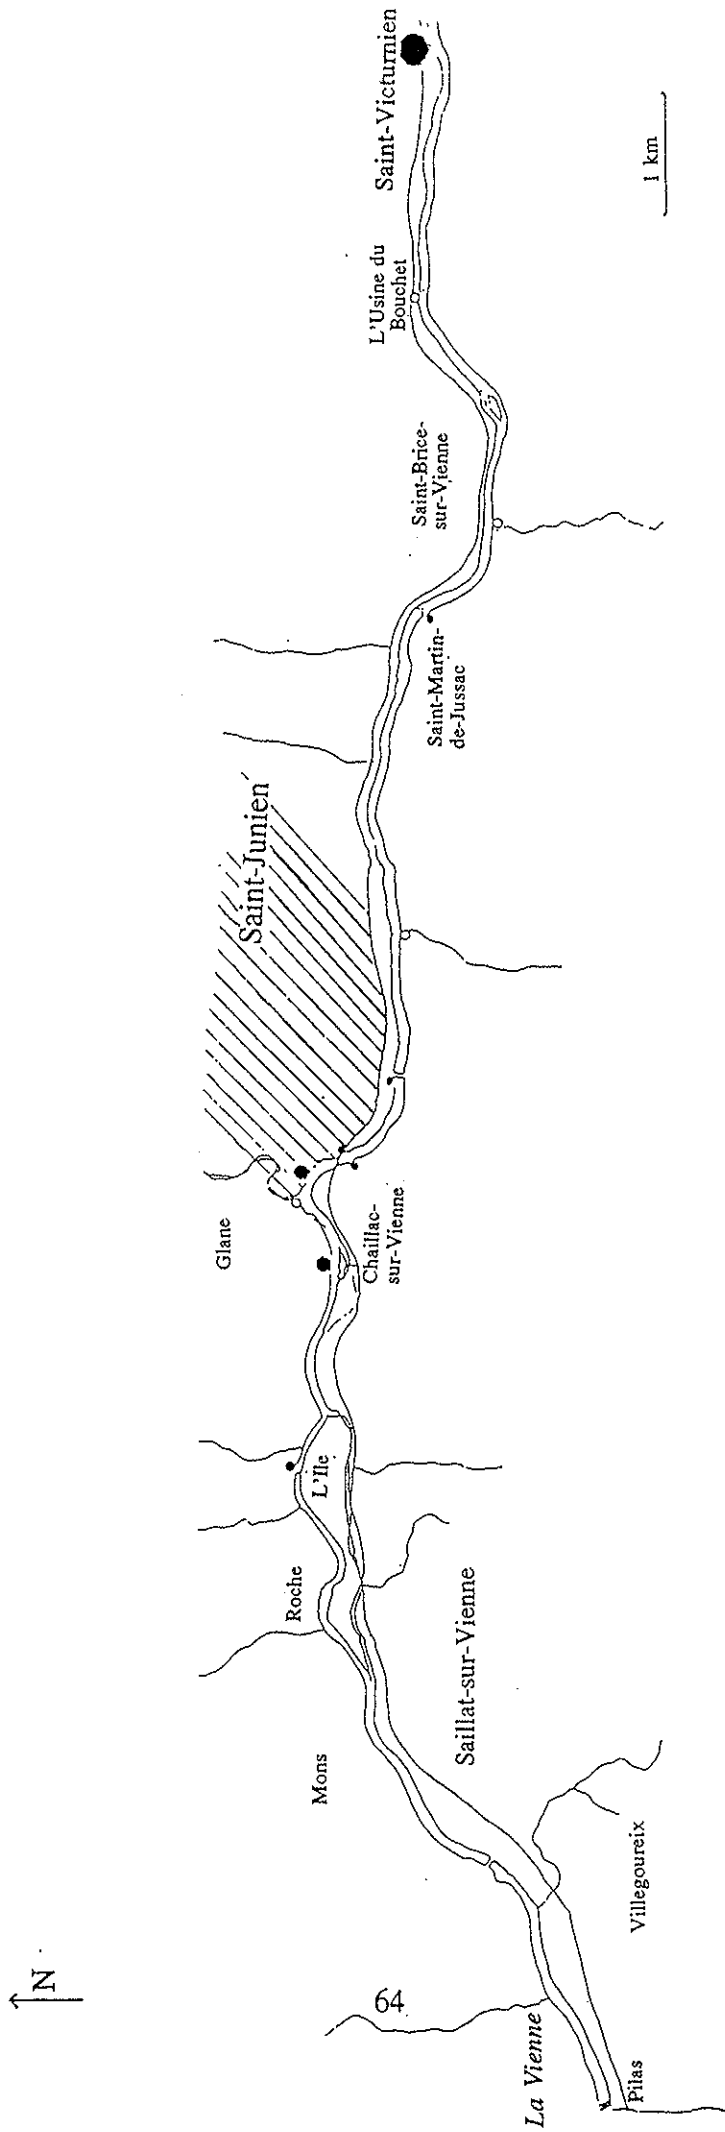 N
Saint-Victurnien
L'Usine du
Bouchet
Saint-Brice-
sur-Vienne
Saint-Martin-
de-Jussac
Saint-Junien
Glane
Chaillac-
sur-Vienne
L'Ile
Roche
Saillat-sur-Vienne
Mons
Villegoureix
La Vienne
Pilas
1 km
64